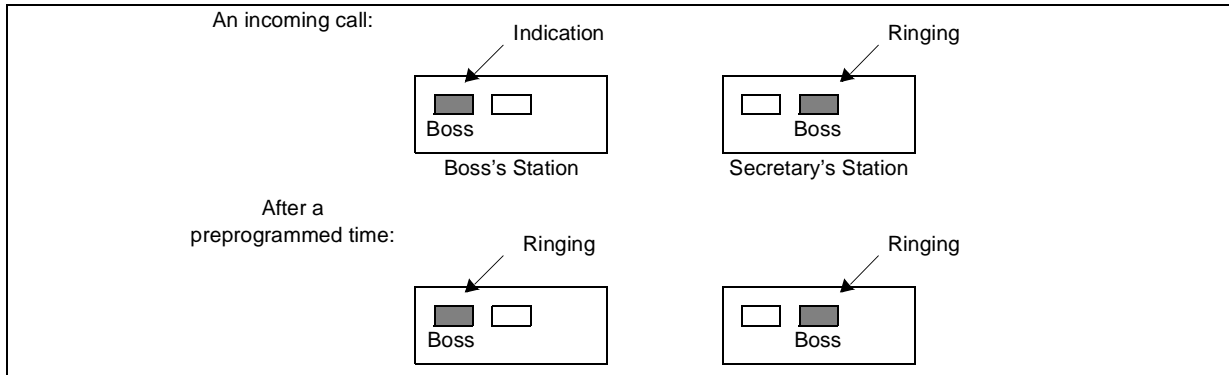 An incoming call:
Indication
Ringing
Boss
Boss
Boss's Station
Secretary's Station
After a
preprogrammed time:
Ringing
Ringing
Boss
Boss